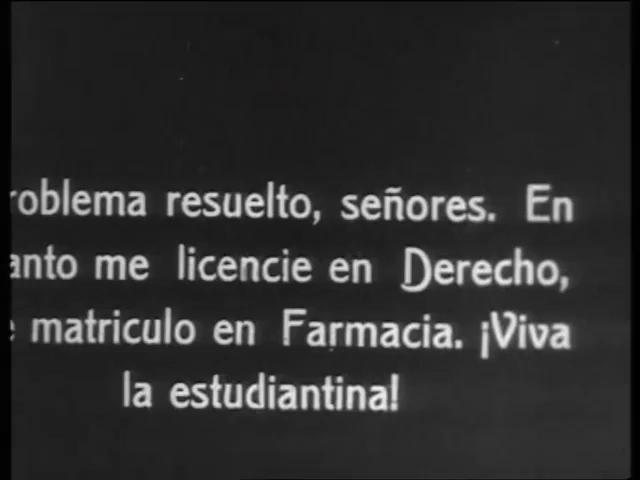 roblema resuelto, señores. En
anto me licencie en Derecho,
e matriculo en Farmacia. ¡Viva
la estudiantina!